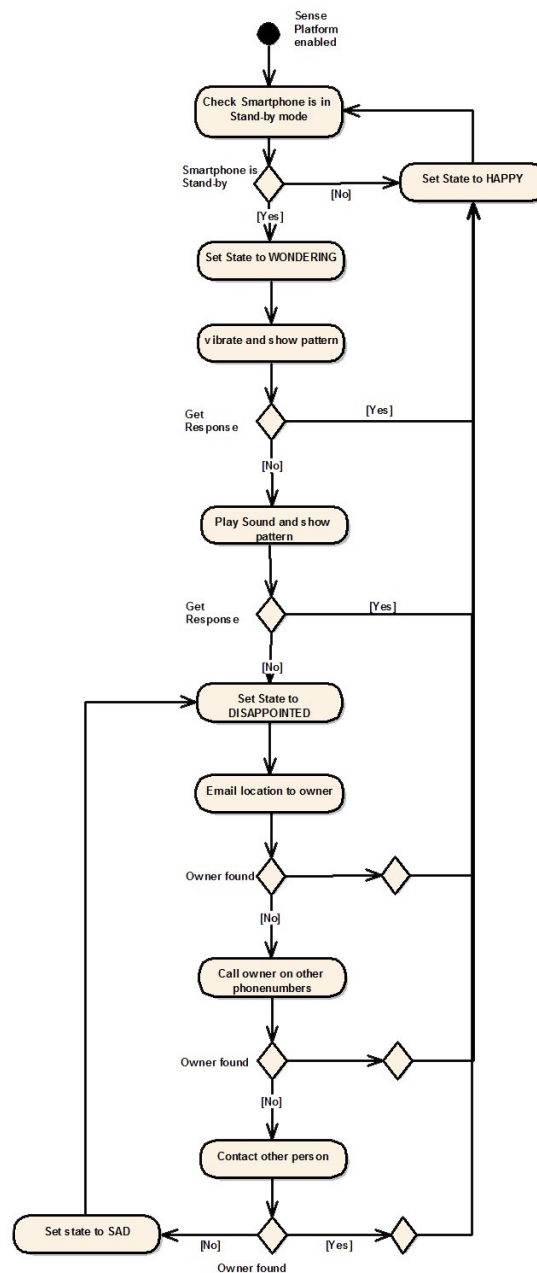 Sense
Platform
enabled
Check Smartphone is in
Stand-by mode
Smartphone is
Stand-by
[No]
Set State to HAPPY
[Yes]
Set State to WONDERING
vibrate and show pattern
Get
Response
[Yes]
[No]
Play Sound and show
pattern
Get
Response
[Yes]
[No]
Set State to
DISAPPOINTED
Email location to owner
Owner found
[No]
Call owner on other
phonenumbers
Owner found
[No]
Contact other person
Set state to SAD
[No]
[Yes]
Owner found